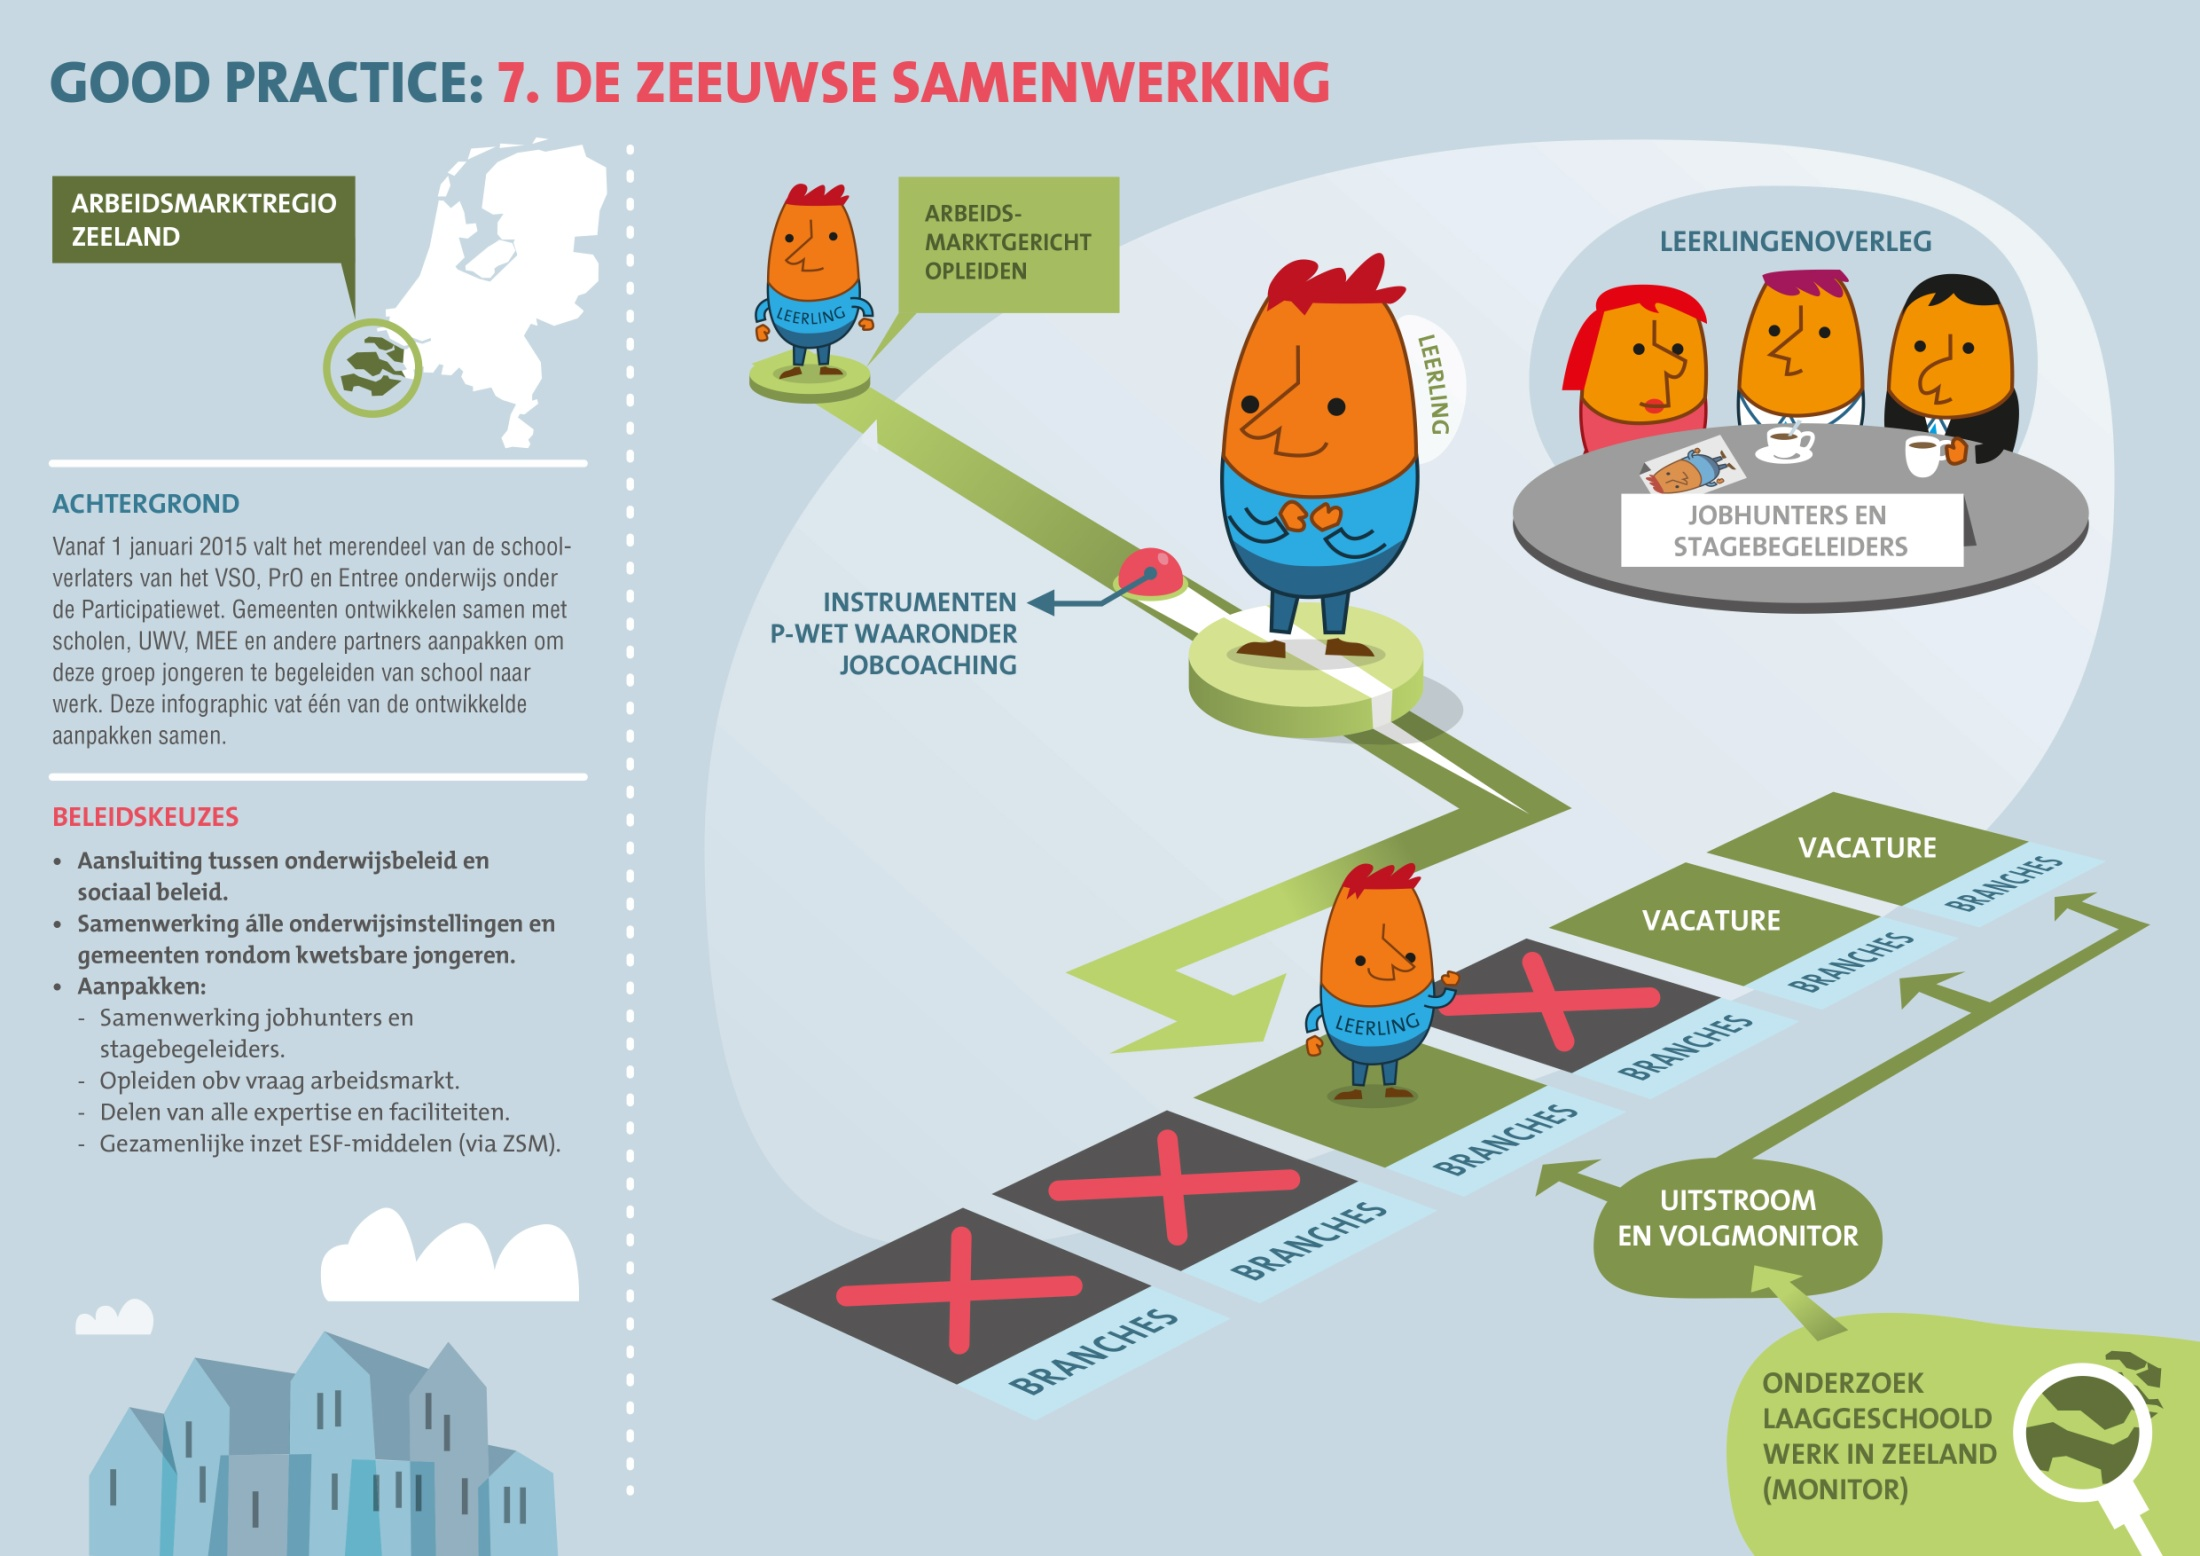 GOOD PRACTICE: 7. DE ZEEUWSE SAMENWERKING
ARBEIDSMARKTREGIO
ZEELAND
ACHTERGROND
Vanaf 1 januari 2015 valt het merendeel van de school-
verlaters van het VSO, PrO en Entree onderwijs onder
de Participatiewet. Gemeenten ontwikkelen samen met
scholen, UWV, MEE en andere partners aanpakken om
deze groep jongeren te begeleiden van school naar
werk. Deze infographic vat één van de ontwikkelde
aanpakken samen.
BELEIDSKEUZES
• Aansluiting tussen onderwijsbeleid en
sociaal beleid.
• Samenwerking álle onderwijsinstellingen en
gemeenten rondom kwetsbare jongeren.
• Aanpakken:
- Samenwerking jobhunters en
stagebegeleiders.
- Opleiden obv vraag arbeidsmarkt.
- Delen van alle expertise en faciliteiten.
- Gezamenlijke inzet ESF-middelen (via ZSM).
LEERLING
ARBEIDS-
MARKTGERICHT
OPLEIDEN
LEERLING
LEERLINGENOVERLEG
JOBHUNTERS EN
STAGEBEGELEIDERS
INSTRUMENTEN
P-WET WAARONDER
JOBCOACHING
VACATURE
BRANCHES
VACATURE
BRANCHES
BRANCHES
LEERLING
BRANCHES
BRANCHES
BRANCHES
UITSTROOM
EN VOLGMONITOR
ONDERZOEK
LAAGGESCHOOLD
WERK IN ZEELAND
(MONITOR)